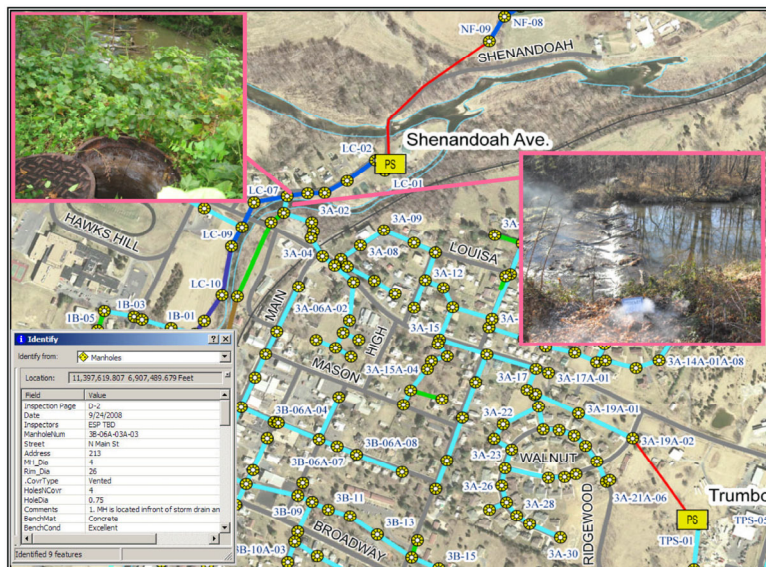 NF-09
NF-08
SHENANDOAH
Shenandoah Ave.
LC-02
PS
LC-01
LC-07
3A-02
LC-09
HAWKS HILL
3A-09
3A-04
3A-08
LOUISA
LC-10
3A-12
1B-05
1B-03
1B-01
MAIN
3A-06A-02
HIGH
3A-15
MASON
3A-15A-04
3A-14A-01A-08
3A-17
3A-17A-01
3A-19A-01
3A-22
3A-19A-02
3B-06A-04
3B-06A-08
3A-23
WALNUT
3B-06A-07
3A-26
3A-21A-06
3B-11
3A-28
RIDGEWOOD
Trumbo
3B-09
PS
3B-13
BROADWAY
TPS-01
TPS-05
3A-30
3B-10A-03
3B-15
Identify
Identify from:
Manholes
Location:
11,397,619.807 6,907,489.679 Feet
Field
Value
Inspection Page
D-2
Date
9/24/2008
Inspectors
ESP TBD
ManholeNum
3B-06A-03A-03
Street
N Main St
Address
213
MH_Dia
4
Rim_Dia
26
.CovrType
Vented
HolesNCovr
4
HoleDia
0.75
Comments
1. MH is located infront of storm drain an
BenchMat
Concrete
BenchCond
Excellent
Identified 9 features